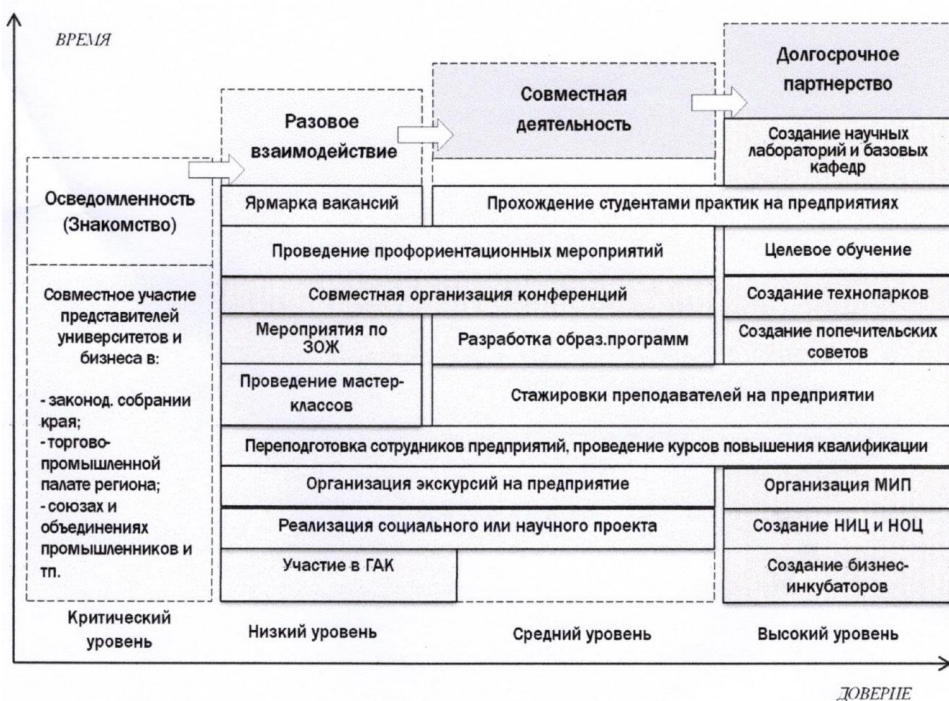 ВРЕМЯ
Долгосрочное
партнерство
Совместная
деятельность
Разовое
взаимодействие
Осведомленность
(Знакомство)
Создание научных
лабораторий и базовых
кафедр
Ярмарка вакансий
Прохождение студентами практик на предприятиях
Проведение профориентационных мероприятий
Целевое обучение
Совместное участие
представителей
университетов и
бизнеса в:
- законод. собрании
края;
- торгово-
промышленной
палате региона;
- союзах и
объединениях
промышленников и
тп.
Совместная организация конференций
Создание технопарков
Мероприятия по
ЗОЖ
Разработка образ.программ
Создание попечительских
советов
Проведение мастер-
классов
Стажировки преподавателей на предприятии
Переподготовка сотрудников предприятий, проведение курсов повышения квалификации
Организация экскурсий на предприятие
Организация МИП
Реализация социального или научного проекта
Создание НИЦ и НОЦ
Участие в ГАК
Создание бизнес-
инкубаторов
Критический
уровень
Низкий уровень
Средний уровень
Высокий уровень
ДОВЕРИЕ